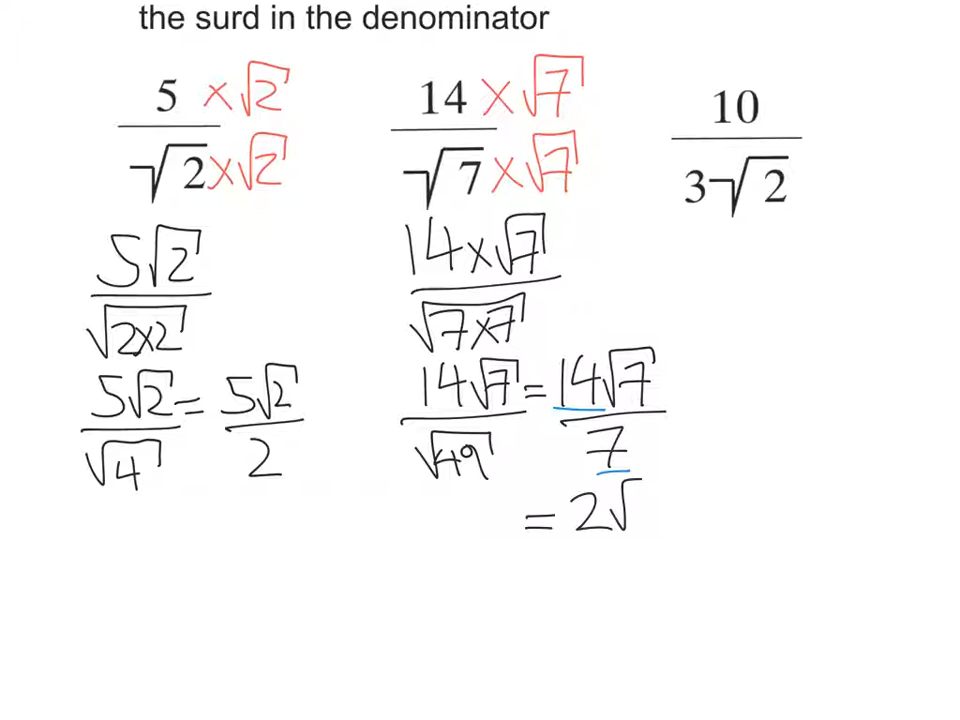 the surd in the denominator
5 × √2
√2 × √2
5√2
√2×2
5√2 = 5√2
√4 2
14 × √7
√7 × √7
14×√7
√7×7
14√7 = 14√7
√49 7
= 2√
10
3√2